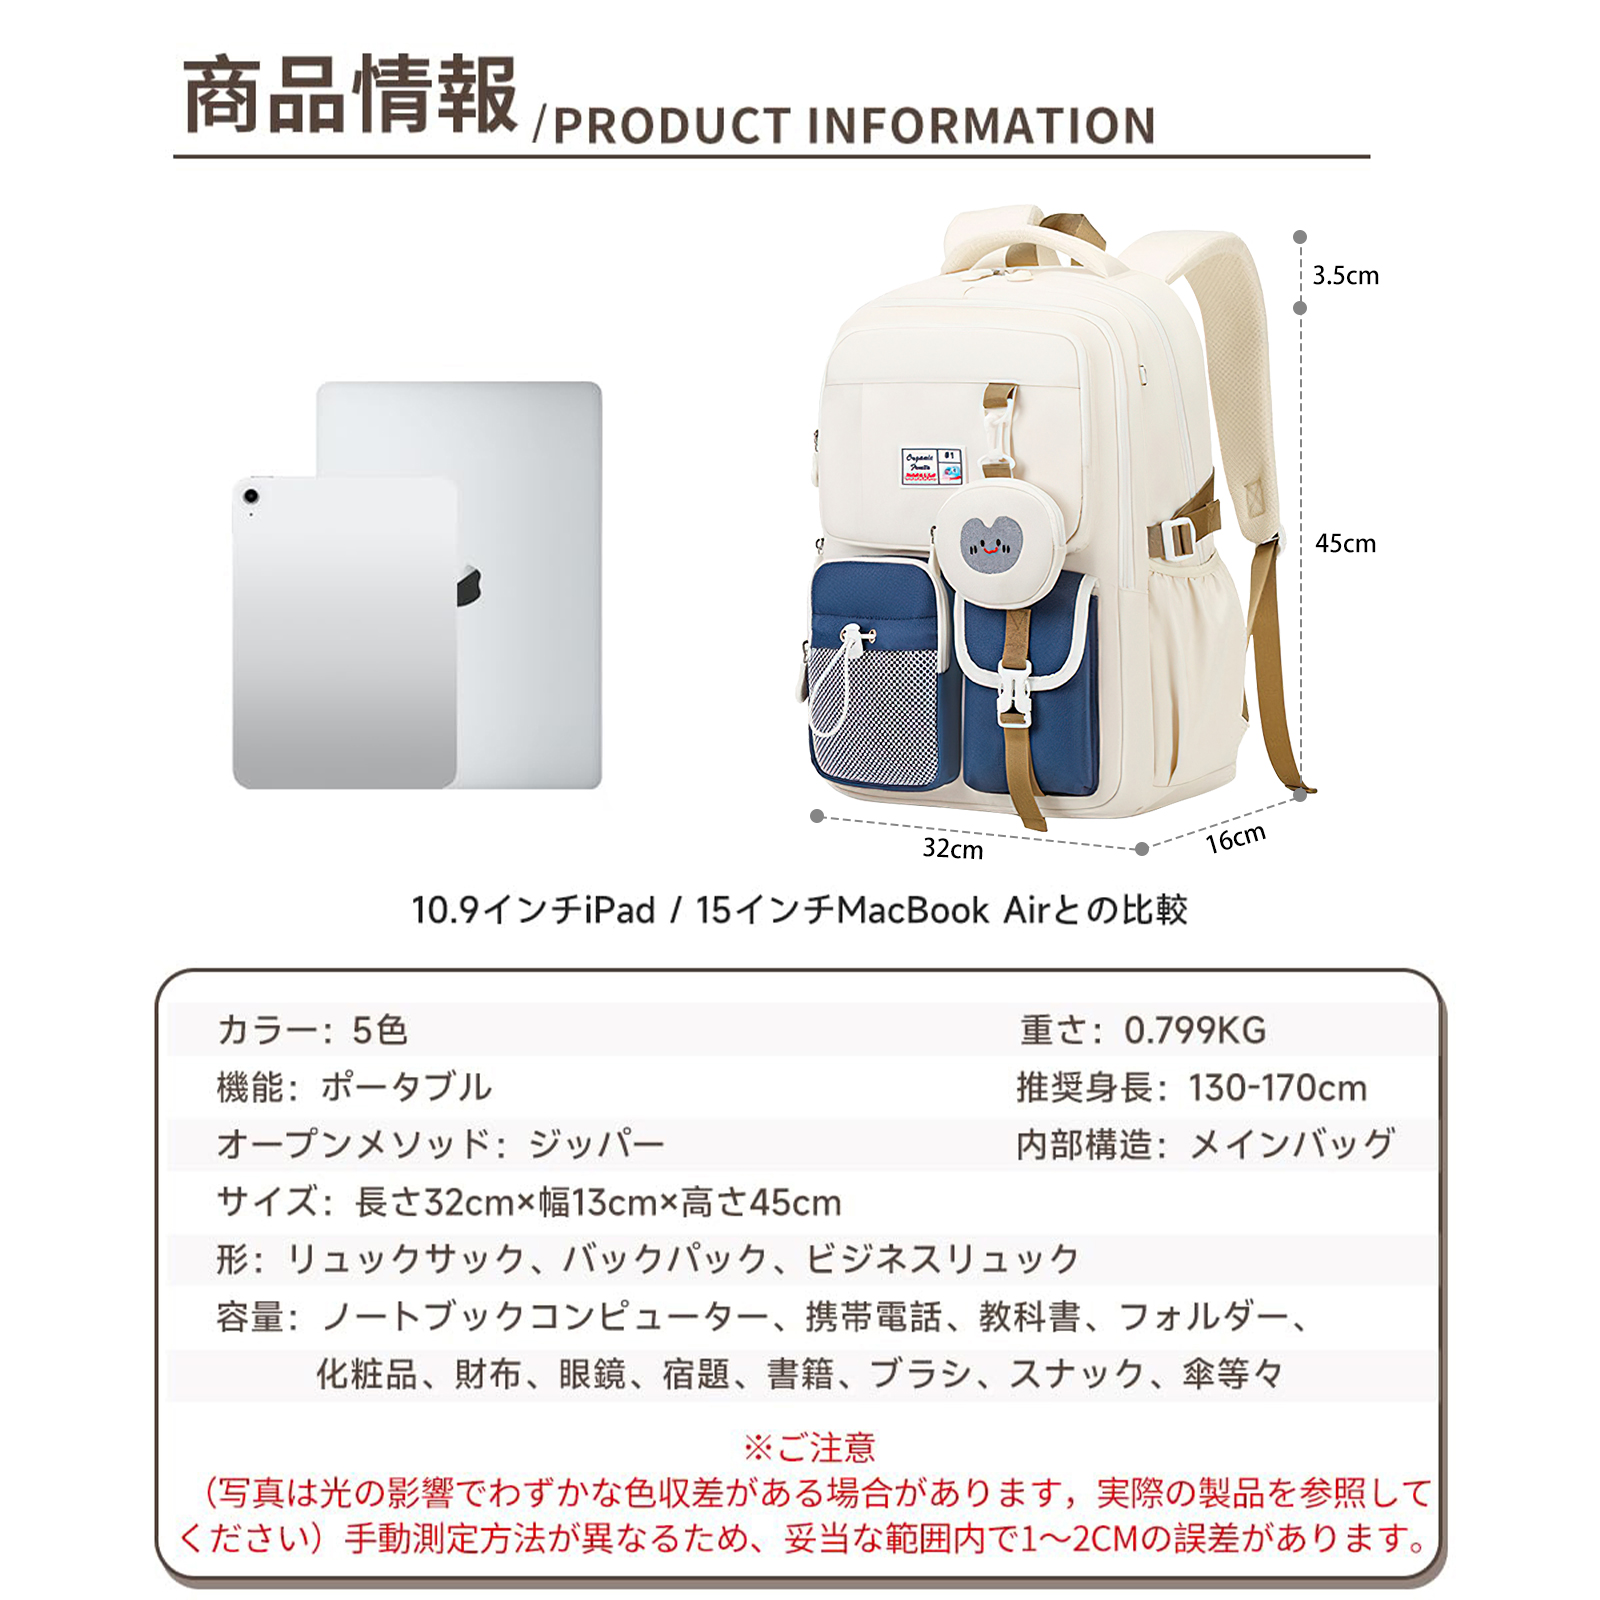 商品情報 /PRODUCT INFORMATION
3.5cm
Organic #1
45cm
32cm
16cm
10.9インチiPad / 15インチMacBook Airとの比較
カラー：5色 重さ：0.799KG
機能：ポータブル 推奨身長：130-170cm
オープンメソッド：ジッパー 内部構造：メインバッグ
サイズ：長さ32cm×幅13cm×高さ45cm
形：リュックサック、バックパック、ビジネスリュック
容量：ノートブックコンピューター、携帯電話、教科書、フォルダー、
化粧品、財布、眼鏡、宿題、書籍、ブラシ、スナック、傘等々
※ご注意
（写真は光の影響でわずかな色収差がある場合があります，実際の製品を参照して
ください）手動測定方法が異なるため、妥当な範囲内で1～2CMの誤差があります。